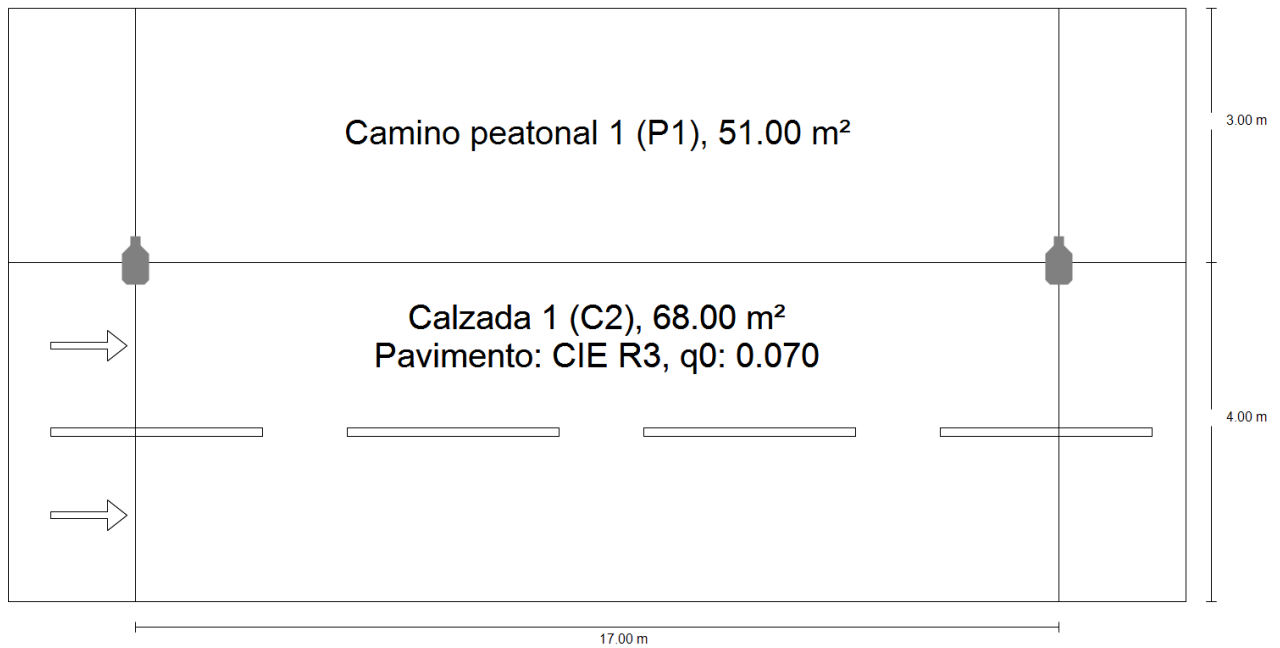 Camino peatonal 1 (P1), 51.00 m²
3.00 m
Calzada 1 (C2), 68.00 m²
Pavimento: CIE R3, q0: 0.070
4.00 m
17.00 m